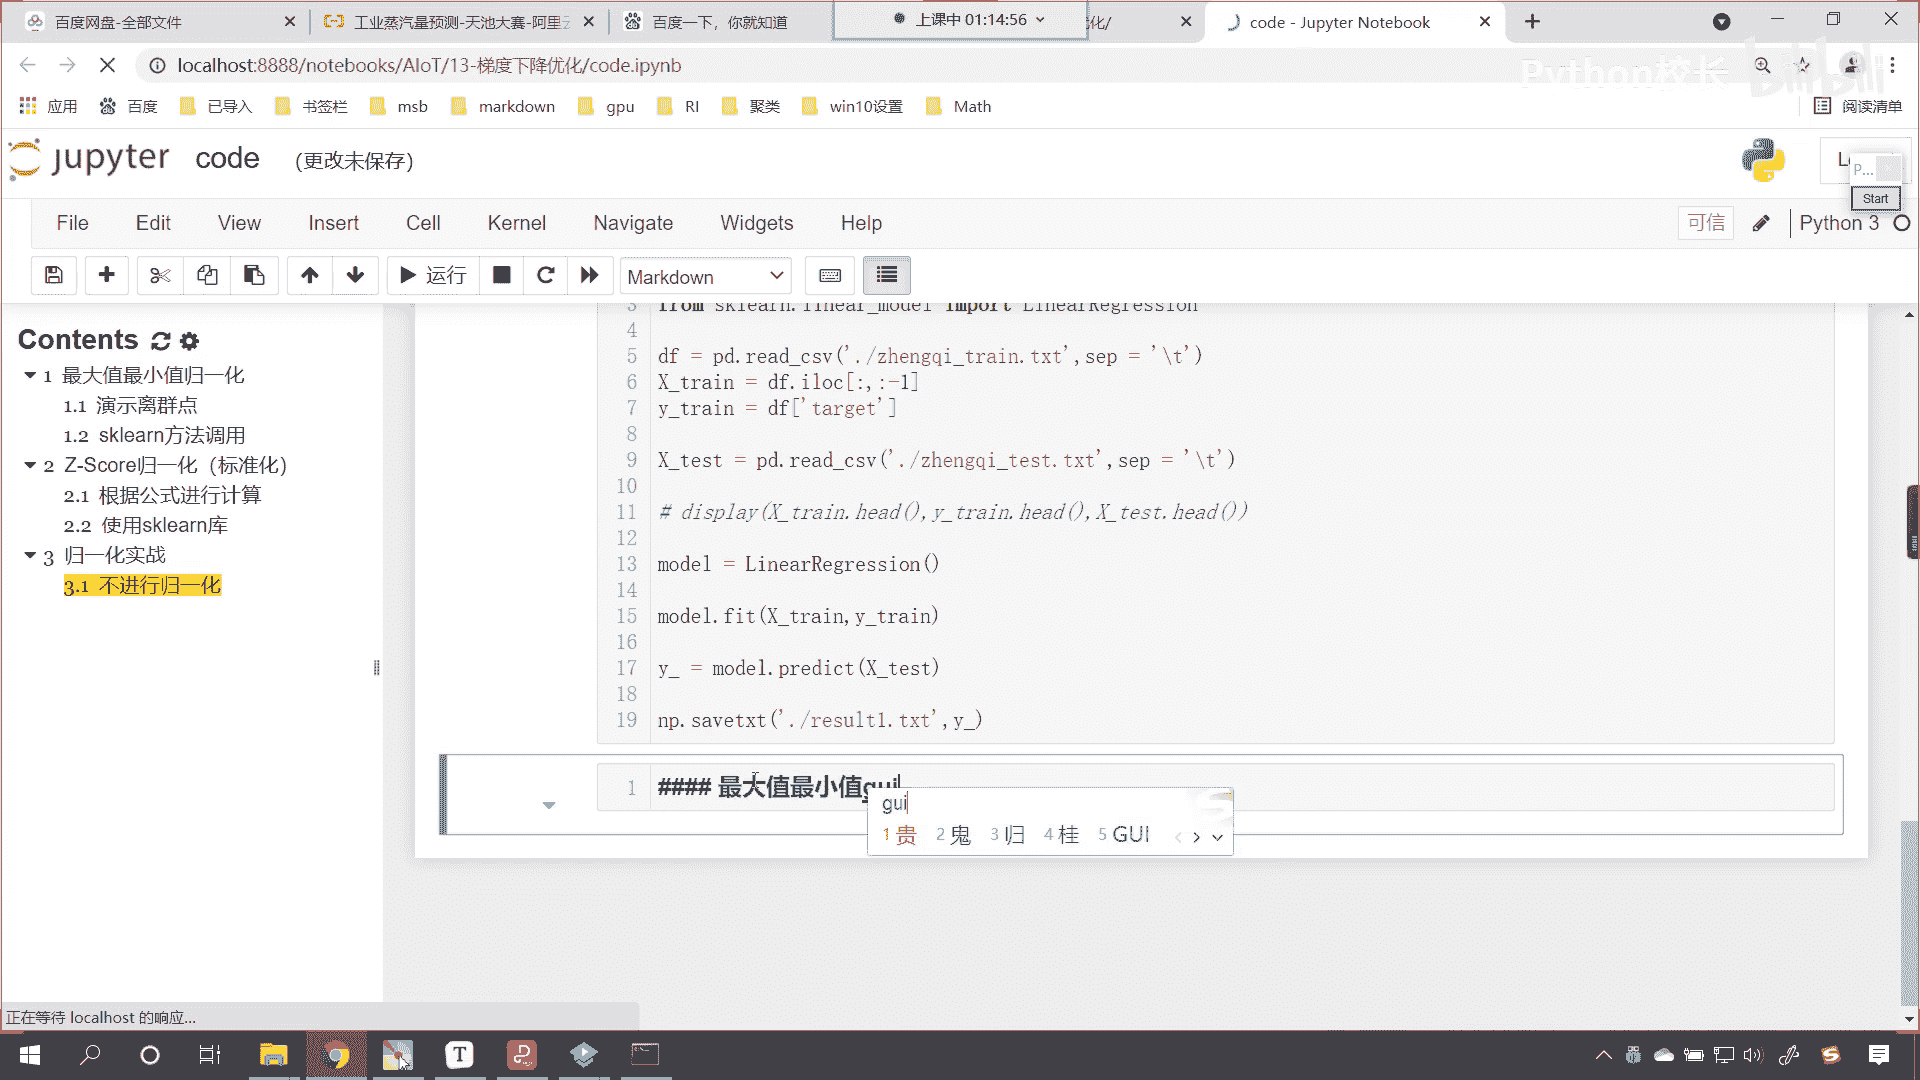 百度网盘-全部文件
工业蒸汽量预测-天池大赛-阿里云
百度一下，你就知道
上课中 01:14:56
化/
code - Jupyter Notebook
localhost:8888/notebooks/AIoT/13-梯度下降优化/code.ipynb
Python校长
bilibili
应用
百度
已导入
书签栏
msb
markdown
gpu
RI
聚类
win10设置
Math
阅读清单
jupyter code (更改未保存)
P...
Start
File Edit View Insert Cell Kernel Navigate Widgets Help
可信
Python 3
运行
Markdown
Contents
1 最大值最小值归一化
1.1 演示离群点
1.2 sklearn方法调用
2 Z-Score归一化（标准化）
2.1 根据公式进行计算
2.2 使用sklearn库
3 归一化实战
3.1 不进行归一化
3 from sklearn.linear_model import LinearRegression
4
5 df = pd.read_csv('./zhengqi_train.txt',sep = '\t')
6 X_train = df.iloc[:,:-1]
7 y_train = df['target']
8
9 X_test = pd.read_csv('./zhengqi_test.txt',sep = '\t')
10
11 # display(X_train.head(),y_train.head(),X_test.head())
12
13 model = LinearRegression()
14
15 model.fit(X_train,y_train)
16
17 y_ = model.predict(X_test)
18
19 np.savetxt('./result1.txt',y_)
1 #### 最大值最小值gui
gui
1 贵 2 鬼 3 归 4 桂 5 GUI
正在等待 localhost 的响应...